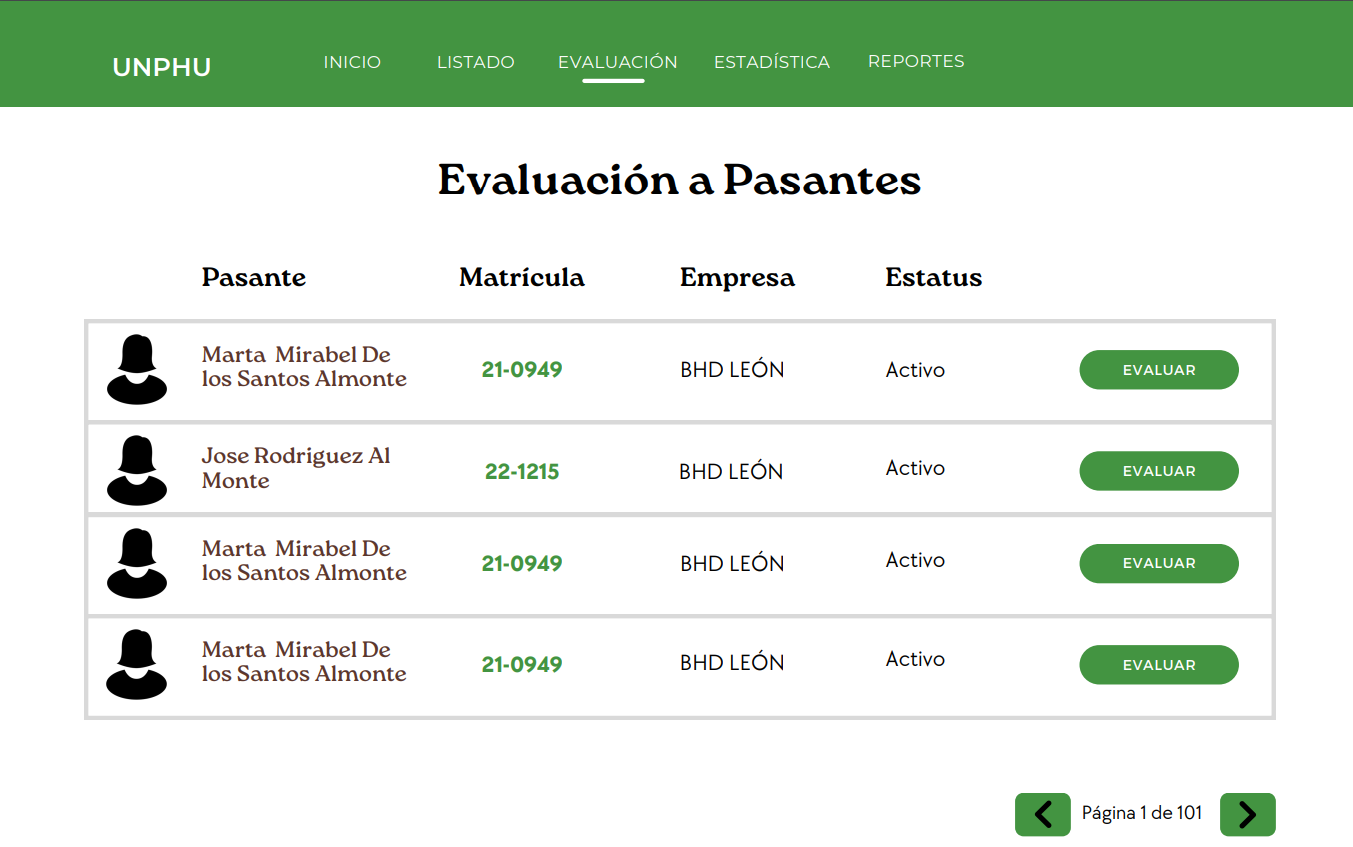 UNPHU INICIO LISTADO EVALUACIÓN ESTADÍSTICA REPORTES
Evaluación a Pasantes
Pasante Matrícula Empresa Estatus
Marta Mirabel De
los Santos Almonte
21-0949 BHD LEÓN Activo EVALUAR
Jose Rodriguez Al
Monte
22-1215 BHD LEÓN Activo EVALUAR
Marta Mirabel De
los Santos Almonte
21-0949 BHD LEÓN Activo EVALUAR
Marta Mirabel De
los Santos Almonte
21-0949 BHD LEÓN Activo EVALUAR
Página 1 de 101